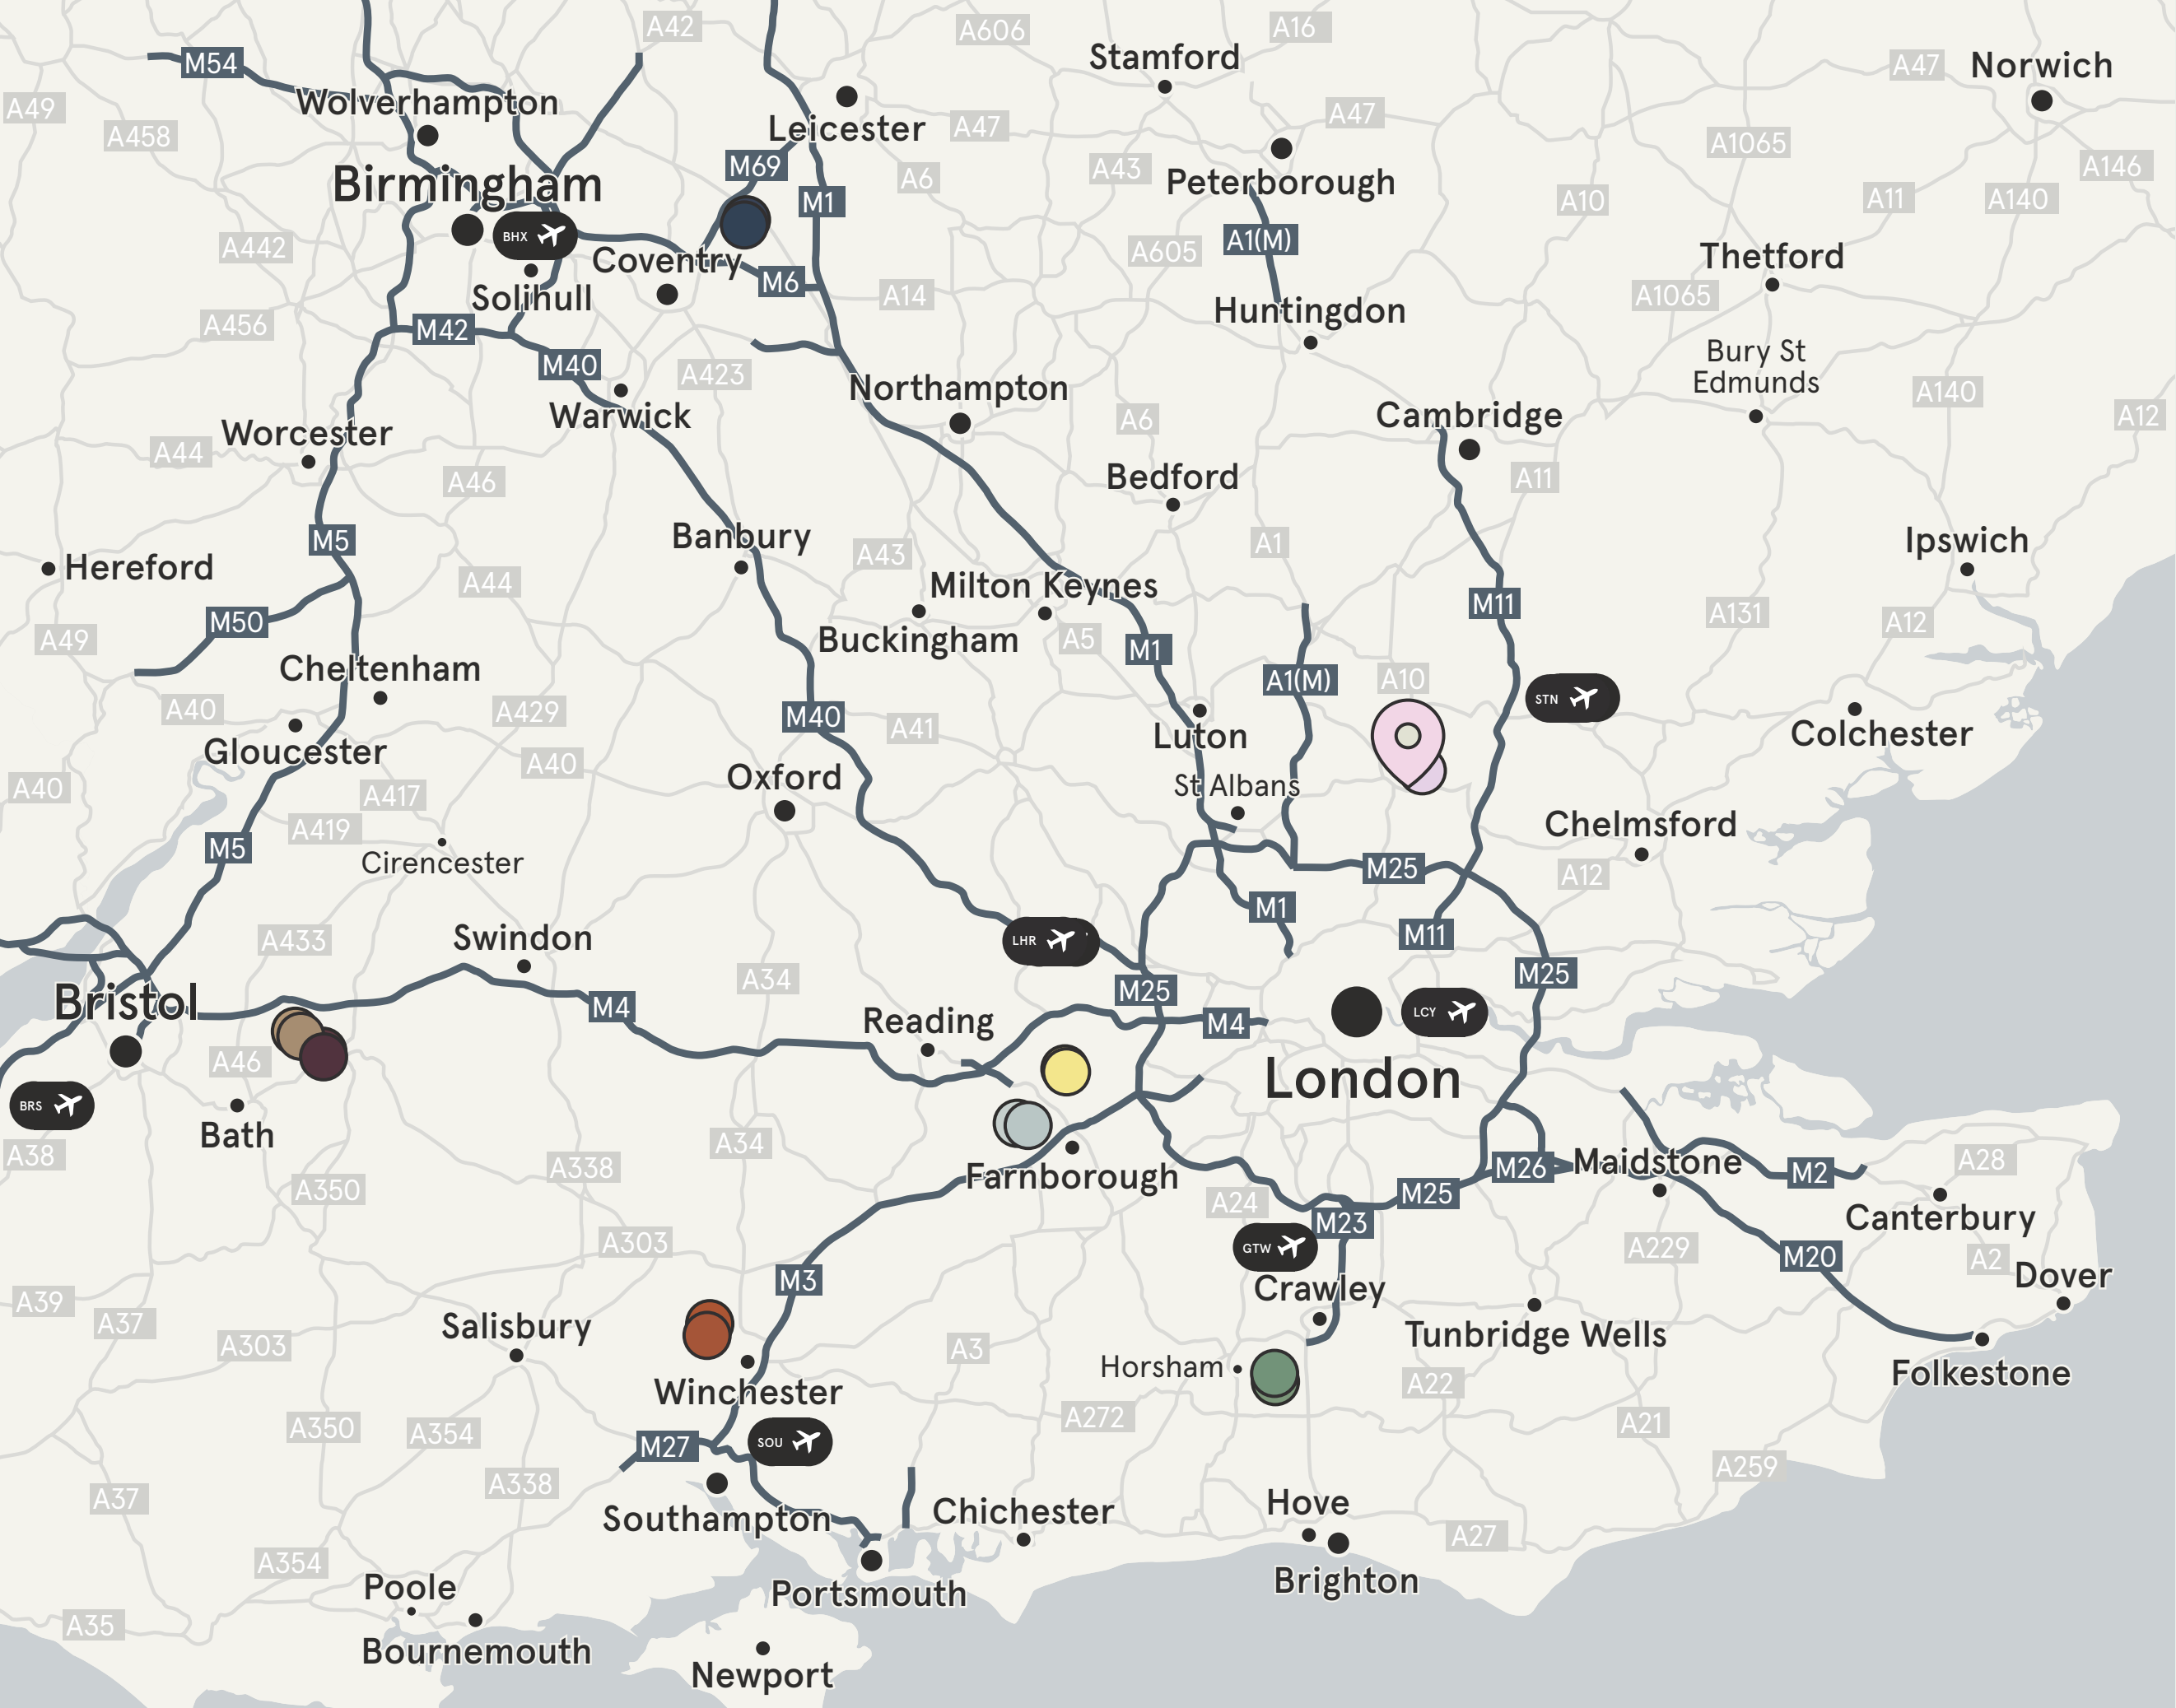 A42
A606
A16
Stamford
A47
Norwich
M54
Wolverhampton
A49
A458
Leicester
A47
A47
A1065
A146
M69
A43
A6
Peterborough
Birmingham
M1
A10
A11
A140
BHX
A442
A1(M)
A605
Thetford
Coventry
M6
Solihull
A14
A1065
Huntingdon
A456
M42
M40
A423
Bury St
Edmunds
Northampton
A140
Warwick
A6
Cambridge
A12
Worcester
A44
A46
Bedford
A11
M5
Banbury
A43
A1
Ipswich
Hereford
A44
Milton Keynes
M11
M50
A49
Buckingham
A5
M1
A131
A12
Cheltenham
A1(M)
A10
STN
A40
A429
M40
A41
Luton
Colchester
Gloucester
A40
Oxford
St Albans
A40
A417
A419
Chelmsford
M5
Cirencester
M25
A12
M1
A433
Swindon
LHR
M11
A34
M25
M25
Bristol
M4
Reading
M4
LCY
A46
London
BRS
Bath
A38
A34
A338
Farnborough
M26
Maidstone
M2
A28
A350
A24
M25
M23
Canterbury
A303
GTW
A229
M20
A2
Dover
M3
Crawley
A39
A37
A303
Salisbury
A3
Tunbridge Wells
Horsham
Folkestone
Winchester
A22
A350
A354
A272
A21
M27
SOU
A259
A338
A37
Southampton
Chichester
Hove
A27
A354
Poole
Portsmouth
Brighton
A35
Bournemouth
Newport